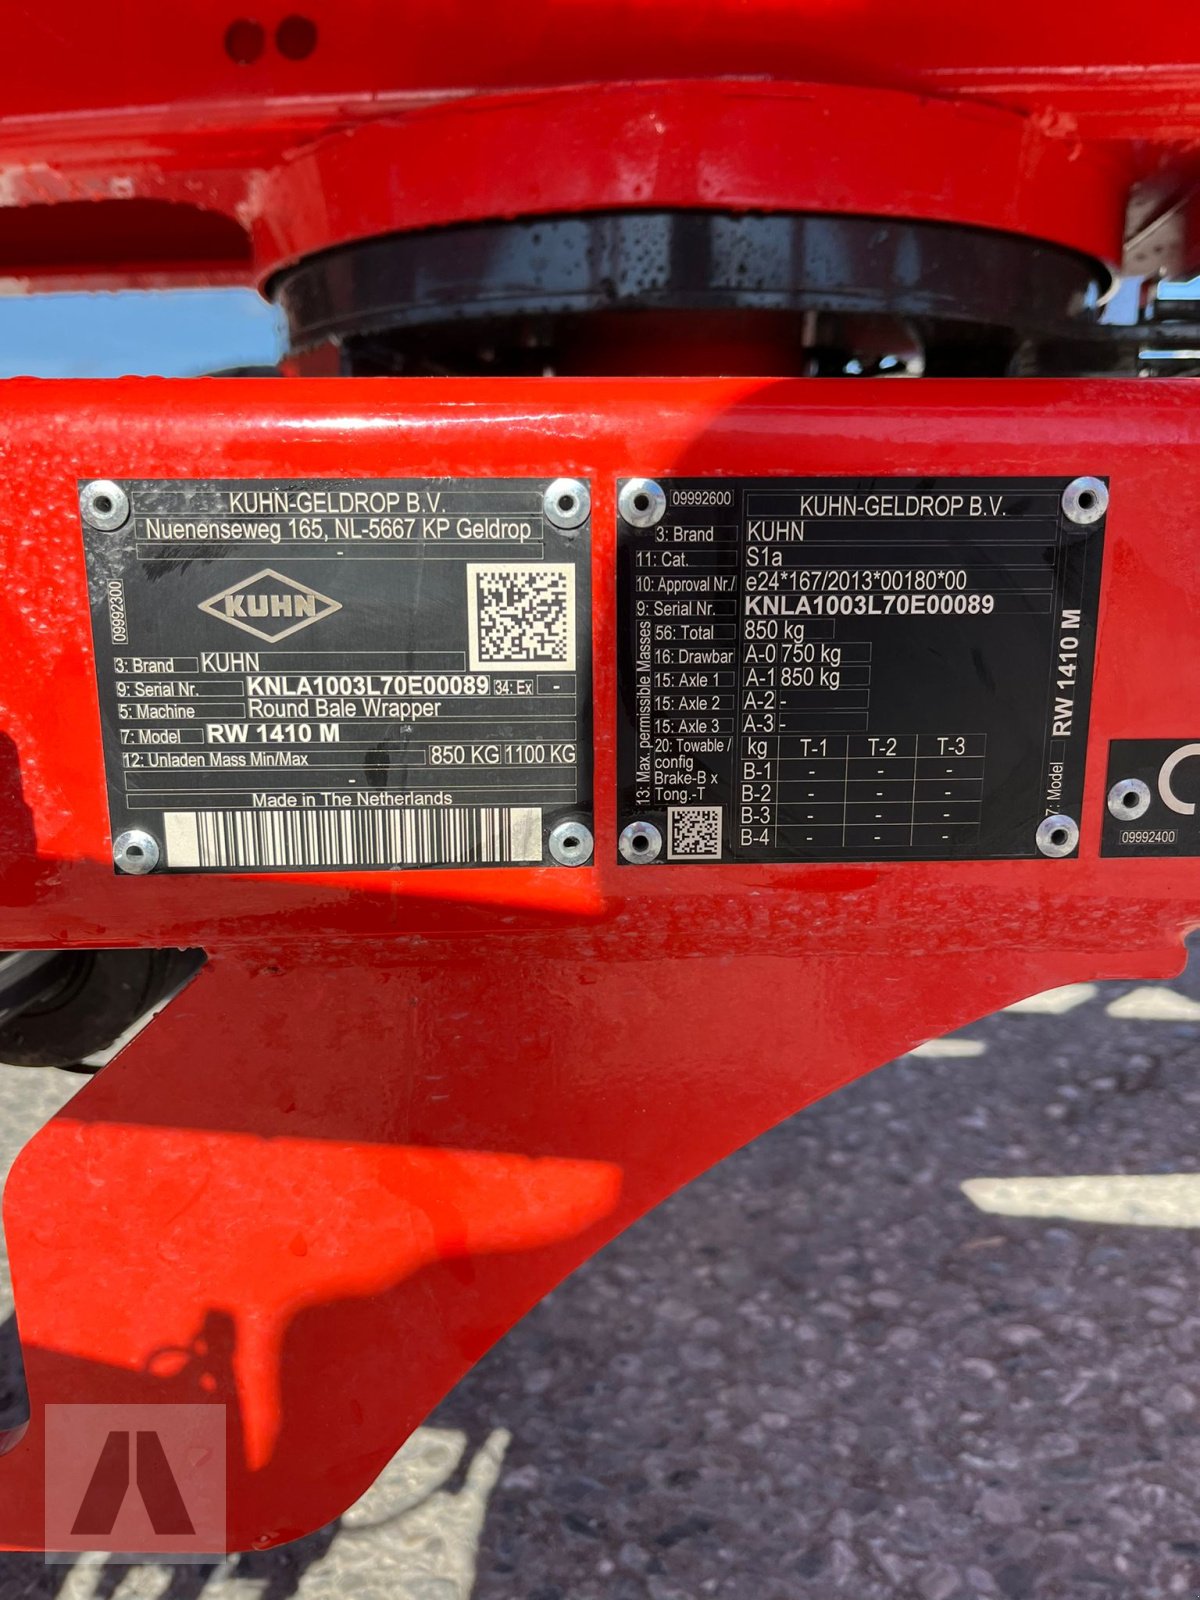 KUHN-GELDROP B.V.
Nuenenseweg 165, NL-5667 KP Geldrop
-
09992300
KUHN
3: Brand KUHN
9: Serial Nr. KNLA1003L70E00089 34: Ex -
5: Machine Round Bale Wrapper
7: Model RW 1410 M
12: Unladen Mass Min/Max 850 KG 1100 KG
-
Made in The Netherlands
09992600 KUHN-GELDROP B.V.
3: Brand KUHN
11: Cat. S1a
10: Approval Nr./ e24*167/2013*00180*00
9: Serial Nr. KNLA1003L70E00089
13: Max. permissible Masses
56: Total 850 kg
16: Drawbar A-0 750 kg
15: Axle 1 A-1 850 kg
15: Axle 2 A-2 -
15: Axle 3 A-3 -
20: Towable / config Brake-B x Tong.-T
kg T-1 T-2 T-3
B-1 - - -
B-2 - - -
B-3 - - -
B-4 - - -
7: Model RW 1410 M
09992400